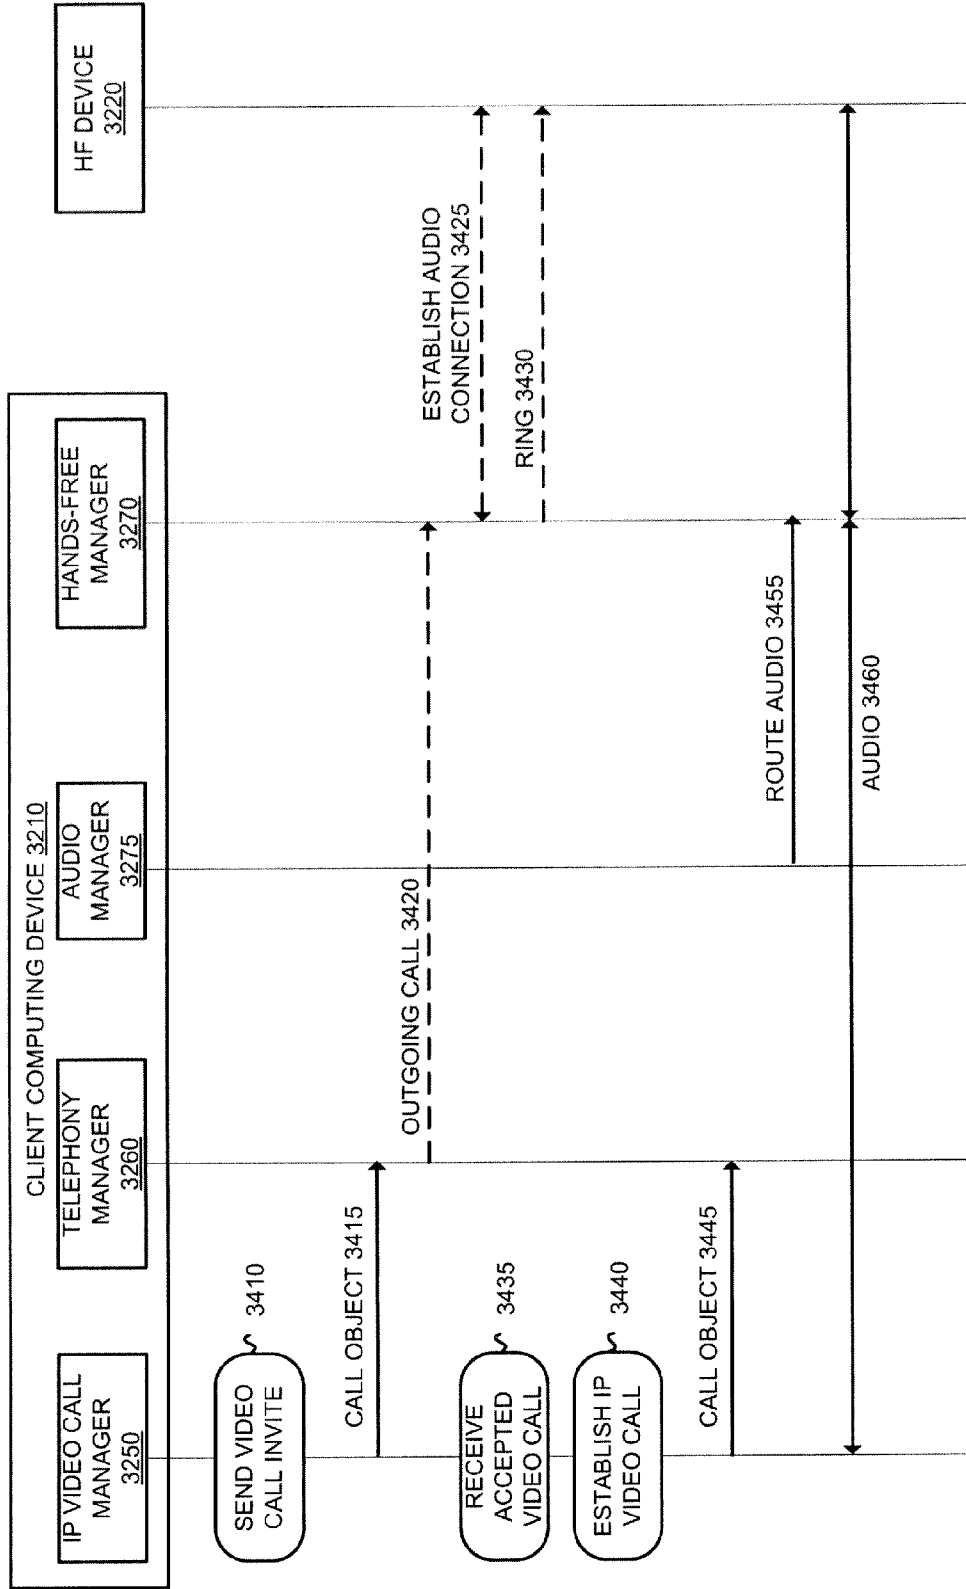 CLIENT COMPUTING DEVICE 3210
IP VIDEO CALL
MANAGER
3250
TELEPHONY
MANAGER
3260
AUDIO
MANAGER
3275
HANDS-FREE
MANAGER
3270
HF DEVICE
3220
SEND VIDEO
CALL INVITE
3410
CALL OBJECT 3415
OUTGOING CALL 3420
ESTABLISH AUDIO
CONNECTION 3425
RING 3430
RECEIVE
ACCEPTED
VIDEO CALL
3435
ESTABLISH IP
VIDEO CALL
3440
CALL OBJECT 3445
ROUTE AUDIO 3455
AUDIO 3460